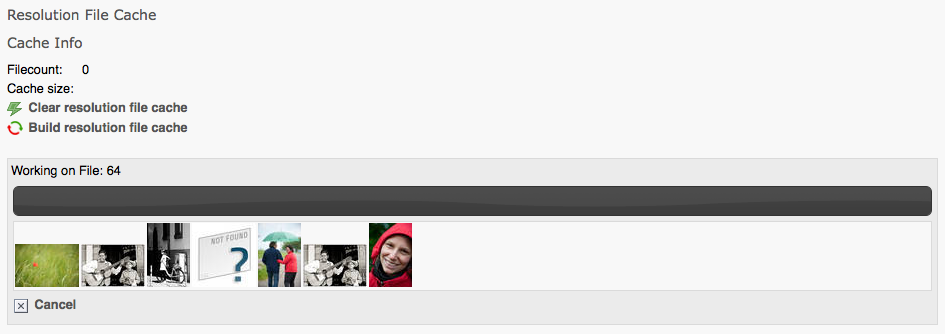 Resolution File Cache
Cache Info
Filecount: 0
Cache size:
Clear resolution file cache
Build resolution file cache
Working on File: 64
NOT FOUND
?
Cancel